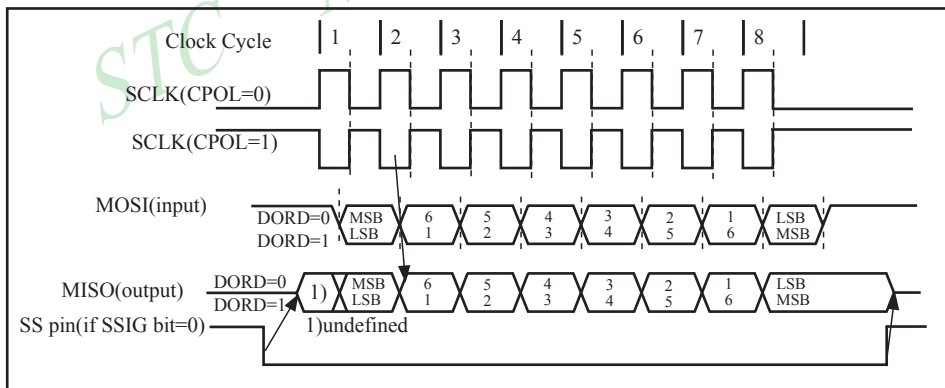 STC
Clock Cycle 1 2 3 4 5 6 7 8
SCLK(CPOL=0)
SCLK(CPOL=1)
MOSI(input) DORD=0 MSB 6 5 4 3 2 1 LSB
DORD=1 LSB 1 2 3 4 5 6 MSB
MISO(output) DORD=0 1) MSB 6 5 4 3 2 1 LSB
DORD=1 LSB 1 2 3 4 5 6 MSB
SS pin(if SSIG bit=0) 1)undefined